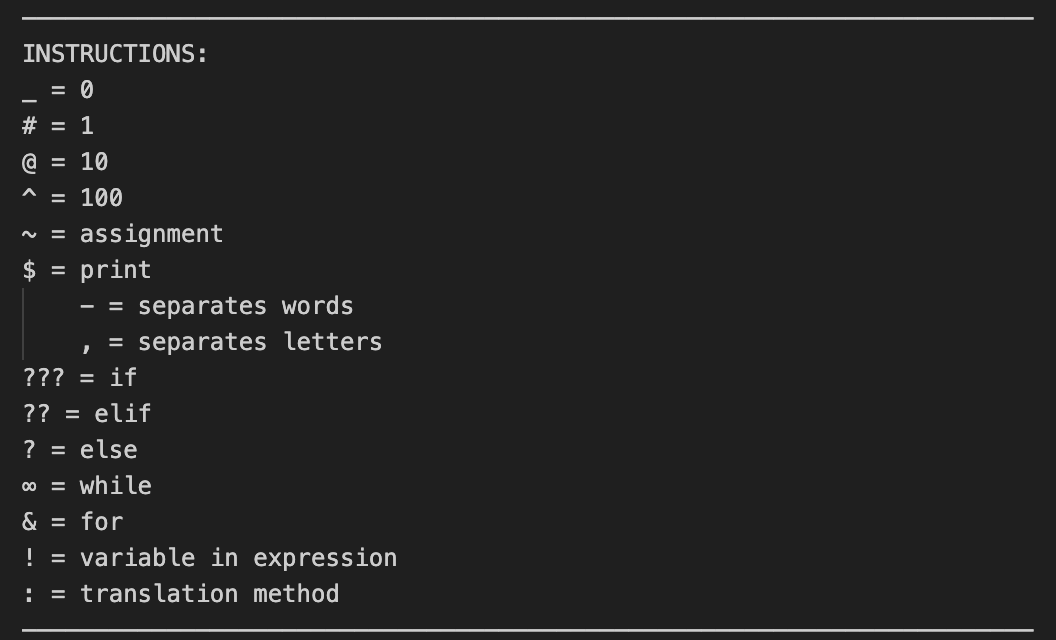 INSTRUCTIONS:
_ = 0
# = 1
@ = 10
^ = 100
~ = assignment
$ = print
- = separates words
, = separates letters
??? = if
?? = elif
? = else
∞ = while
& = for
! = variable in expression
: = translation method